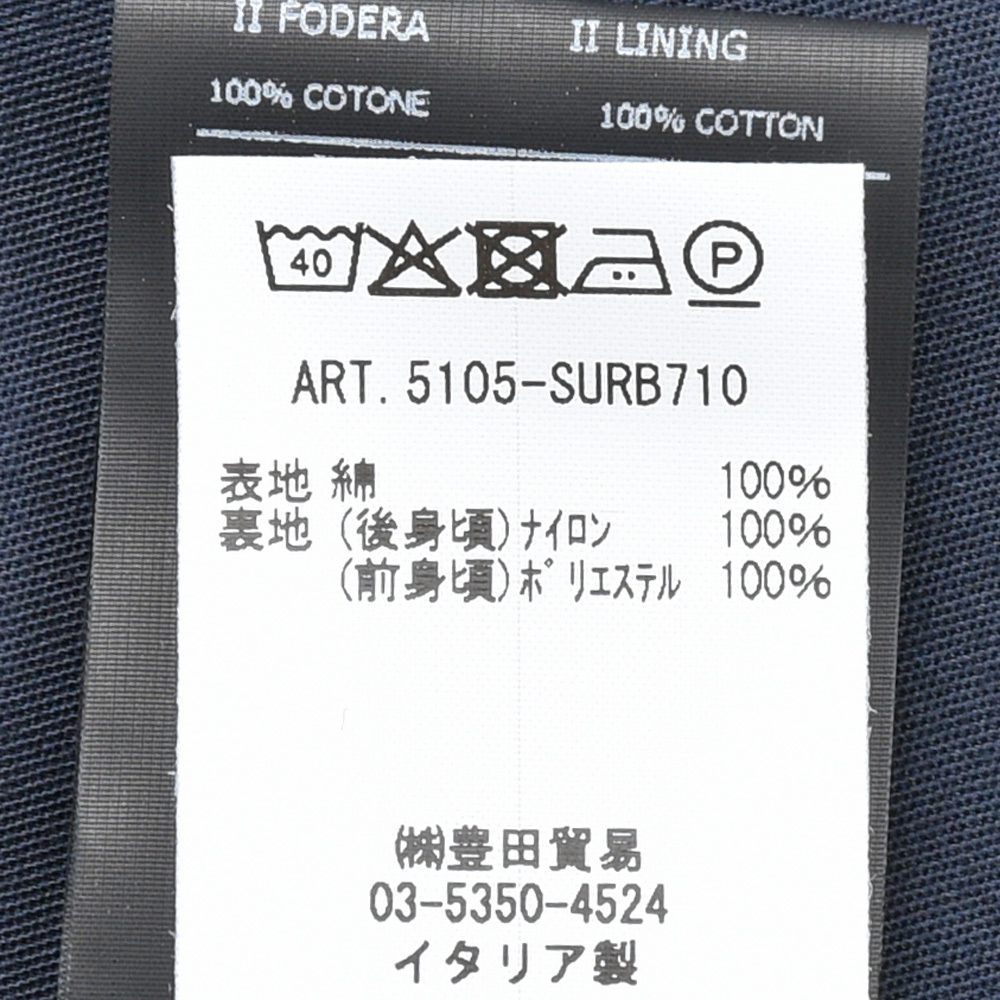 II FODERA
II LINING
100% COTONE
100% COTTON
40 P
ART. 5105-SURB710
表地 綿 100%
裏地 (後身頃)ナイロン 100%
(前身頃)ポリエステル 100%
㈱豊田貿易
03-5350-4524
イタリア製